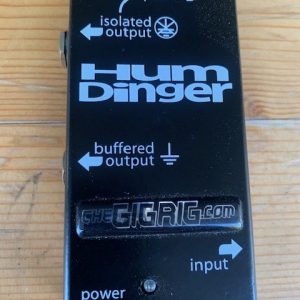 isolated
output
Hum
Dinger
buffered
output
theGIGRIG.com
input
power